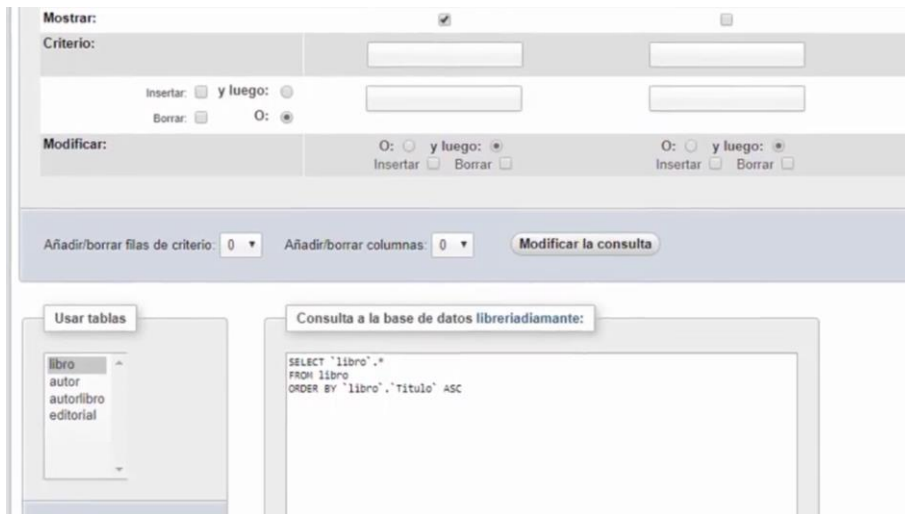 Mostrar:
Criterio:
Insertar: y luego:
Borrar: O:
Modificar: O: y luego: O: y luego:
Insertar Borrar Insertar Borrar
Añadir/borrar filas de criterio: 0 Añadir/borrar columnas: 0 Modificar la consulta
Usar tablas
libro
autor
autorlibro
editorial
Consulta a la base de datos libreriadiamante:
SELECT `libro`.*
FROM libro
ORDER BY `libro`.`Titulo` ASC